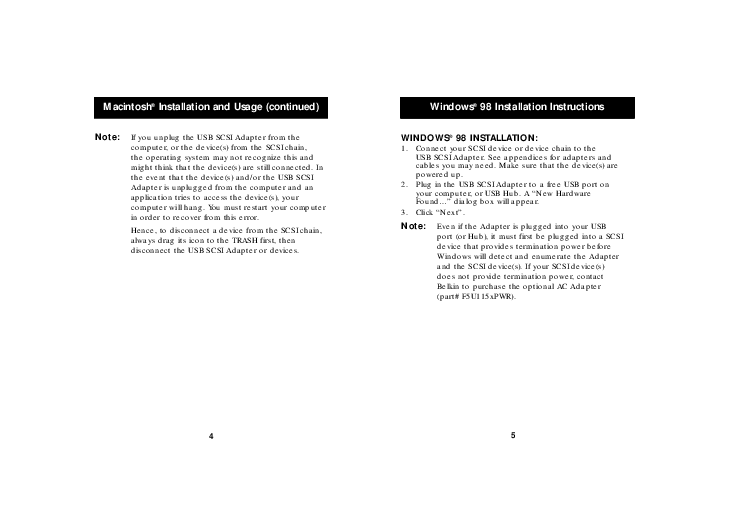 Macintosh® Installation and Usage (continued)
Note: If you unplug the USB SCSI Adapter from the
computer, or the device(s) from the SCSI chain,
the operating system may not recognize this and
might think that the device(s) are still connected. In
the event that the device(s) and/or the USB SCSI
Adapter is unplugged from the computer and an
application tries to access the device(s), your
computer will hang. You must restart your computer
in order to recover from this error.
Hence, to disconnect a device from the SCSI chain,
always drag its icon to the TRASH first, then
disconnect the USB SCSI Adapter or devices.
4
Windows® 98 Installation Instructions
WINDOWS® 98 INSTALLATION:
1. Connect your SCSI device or device chain to the
USB SCSI Adapter. See appendices for adapters and
cables you may need. Make sure that the device(s) are
powered up.
2. Plug in the USB SCSI Adapter to a free USB port on
your computer, or USB Hub. A “New Hardware
Found...” dialog box will appear.
3. Click “Next”.
Note: Even if the Adapter is plugged into your USB
port (or Hub), it must first be plugged into a SCSI
device that provides termination power before
Windows will detect and enumerate the Adapter
and the SCSI device(s). If your SCSI device(s)
does not provide termination power, contact
Belkin to purchase the optional AC Adapter
(part# F5U115xPWR).
5